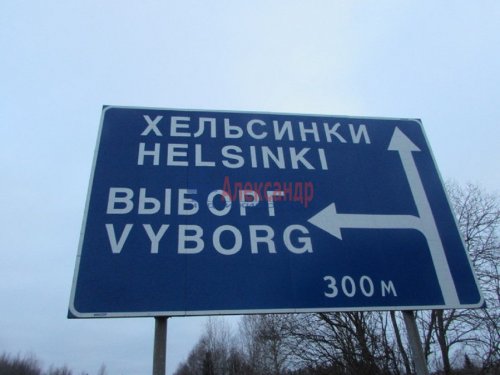 ХЕЛЬСИНКИ
HELSINKI
Александр
ВЫБОРГ
VYBORG
300 м